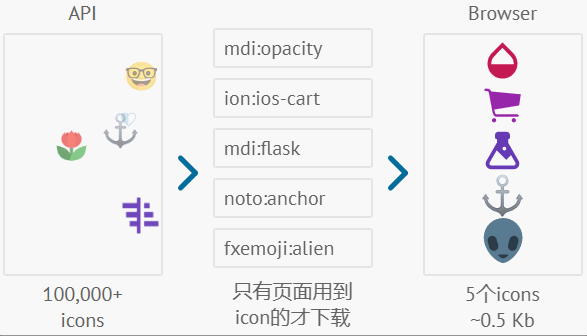 API
Browser
mdi:opacity
ion:ios-cart
mdi:flask
noto:anchor
fxemoji:alien
100,000+
icons
只有页面用到
icon的才下载
5个icons
~0.5 Kb